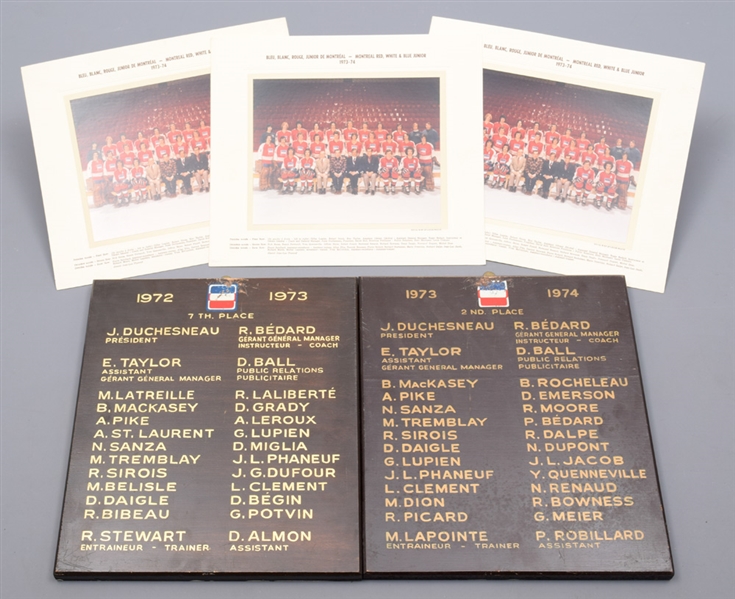 BLEU, BLANC, ROUGE, JUNIOR DE MONTRÉAL — MONTREAL RED, WHITE & BLUE JUNIOR
1973-74
BLEU, BLANC, ROUGE, JUNIOR DE MONTRÉAL — MONTREAL RED, WHITE & BLUE JUNIOR
1973-74
BLEU, BLANC, ROUGE, JUNIOR DE MONTRÉAL — MONTREAL RED, WHITE & BLUE JUNIOR
1973-74
1972 1973
7 TH. PLACE
J. DUCHESNEAU R. BÉDARD
PRÉSIDENT GÉRANT GÉNÉRAL MANAGER
INSTRUCTEUR - COACH
E. TAYLOR D. BALL
ASSISTANT PUBLIC RELATIONS
GÉRANT GÉNÉRAL MANAGER PUBLICITAIRE
M. LATREILLE R. LALIBERTÉ
B. MACKASEY D. GRADY
A. PIKE A. LEROUX
A. ST. LAURENT G. LUPIEN
N. SANZA D. MIGLIA
M. TREMBLAY J. L. PHANEUF
R. SIROIS J. G. DUFOUR
M. BELISLE L. CLEMENT
D. DAIGLE D. BÉGIN
R. BIBEAU G. POTVIN
R. STEWART D. ALMON
ENTRAINEUR - TRAINER ASSISTANT
1973 1974
2 ND. PLACE
J. DUCHESNEAU R. BÉDARD
PRESIDENT GÉRANT GÉNÉRAL MANAGER
INSTRUCTEUR - COACH
E. TAYLOR D. BALL
ASSISTANT PUBLIC RELATIONS
GÉRANT GÉNÉRAL MANAGER PUBLICITAIRE
B. MacKASEY B. ROCHELEAU
A. PIKE D. EMERSON
N. SANZA R. MOORE
M. TREMBLAY P. BÉDARD
R. SIROIS R. DALPE
D. DAIGLE N. DUPONT
G. LUPIEN J. L. JACOB
J. L. PHANEUF Y. QUENNEVILLE
L. CLEMENT N. RENAUD
M. DION R. BOWNESS
R. PICARD G. MEIER
M. LAPOINTE P. ROBILLARD
ENTRAINEUR - TRAINER ASSISTANT